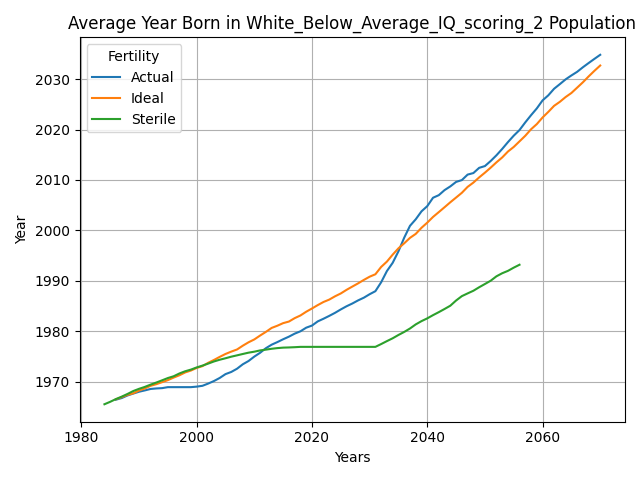 Average Year Born in White_Below_Average_IQ_scoring_2 Population
Fertility
Actual
Ideal
Sterile
2030
2020
2010
2000
1990
1980
1970
Year
1980
2000
2020
2040
2060
Years